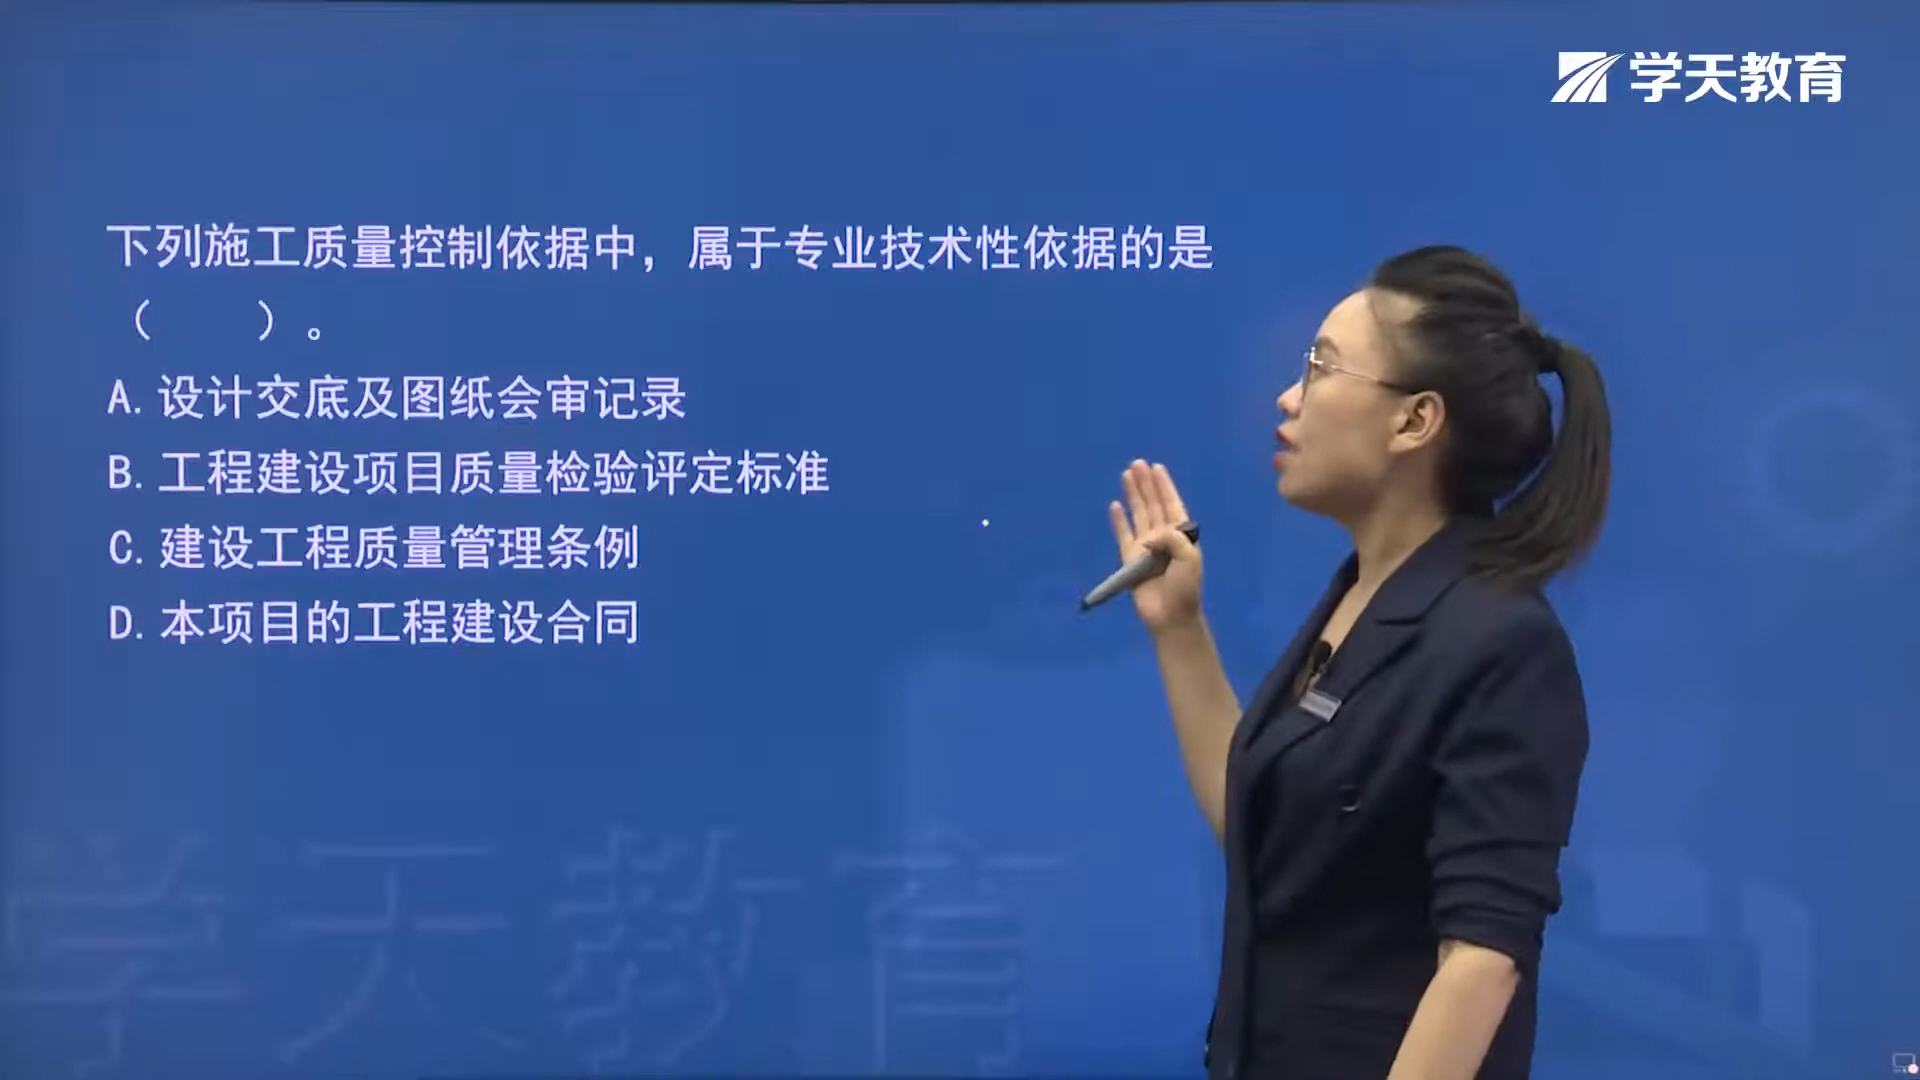 学天教育
下列施工质量控制依据中，属于专业技术性依据的是
（　　）。
A. 设计交底及图纸会审记录
B. 工程建设项目质量检验评定标准
C. 建设工程质量管理条例
D. 本项目的工程建设合同
学天教育